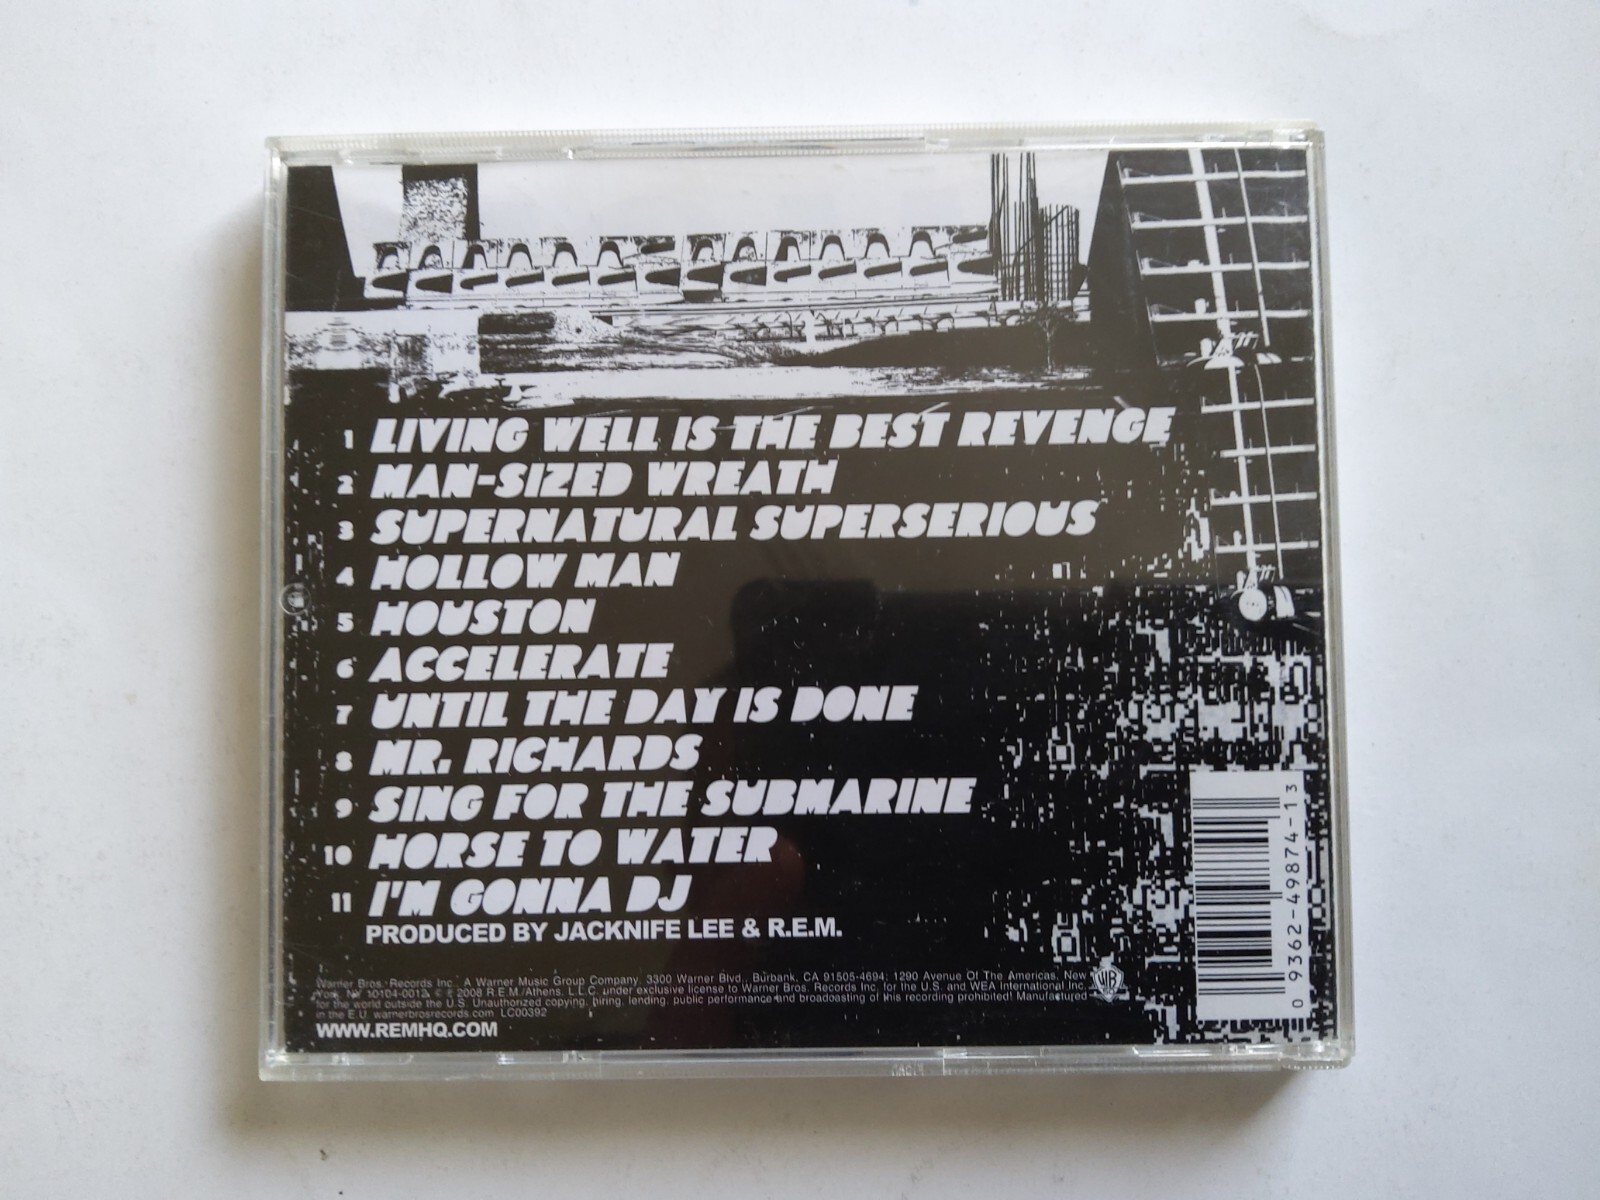 1 LIVING WELL IS THE BEST REVENGE
2 MAN-SIZED WREATH
3 SUPERNATURAL SUPERSERIOUS
4 HOLLOW MAN
5 HOUSTON
6 ACCELERATE
7 UNTIL THE DAY IS DONE
8 MR. RICHARDS
9 SING FOR THE SUBMARINE
10 HORSE TO WATER
11 I'M GONNA DJ
PRODUCED BY JACKNIFE LEE & R.E.M.
Warner Bros. Records Inc., A Warner Music Group Company, 3300 Warner Blvd., Burbank, CA 91505-4694; 1290 Avenue Of The Americas, New
York, NY 10104-0012. © ℗ 2008 R.E.M./Athens, L.L.C. under exclusive license to Warner Bros. Records Inc. for the U.S. and WEA International Inc.
for the world outside the U.S. Unauthorized copying, hiring, lending, public performance and broadcasting of this recording prohibited! Manufactured
in the E.U. warnerbrosrecords.com LC00392
WWW.REMHQ.COM
WB
0 9362-49874-13